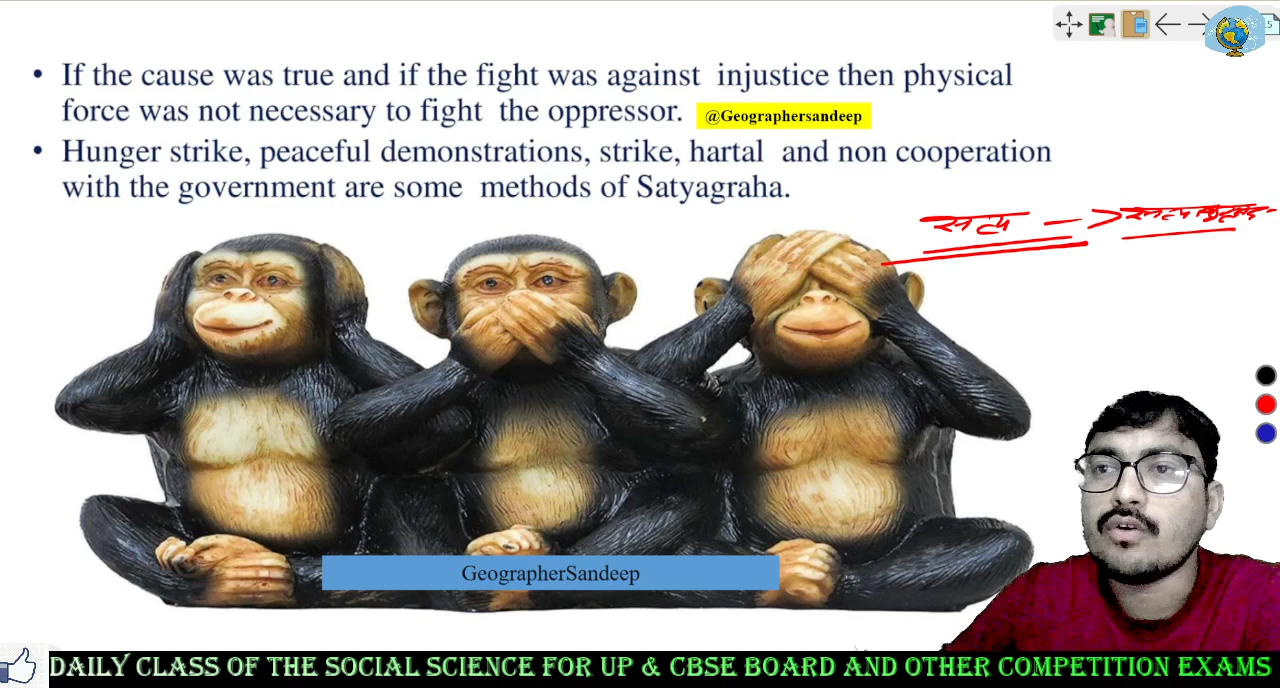 • If the cause was true and if the fight was against injustice then physical
force was not necessary to fight the oppressor. @Geographersandeep
• Hunger strike, peaceful demonstrations, strike, hartal and non cooperation
with the government are some methods of Satyagraha.
सत्य
GeographerSandeep
DAILY CLASS OF THE SOCIAL SCIENCE FOR UP & CBSE BOARD AND OTHER COMPETITION EXAMS